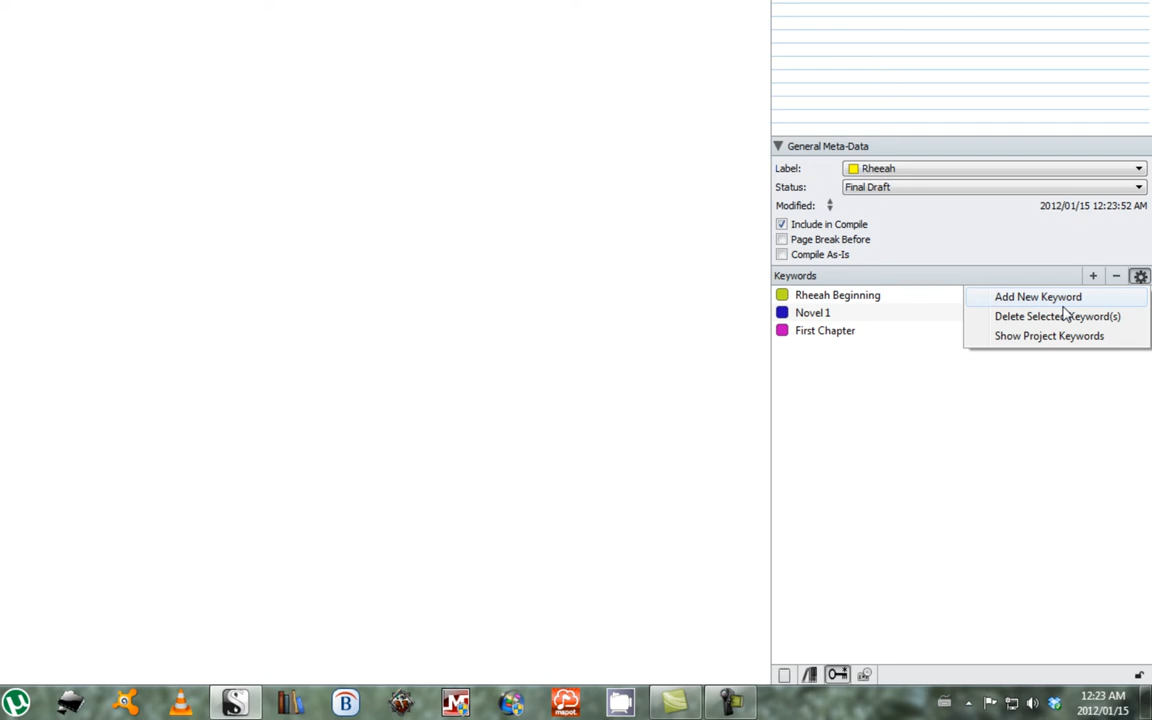 General Meta-Data
Label: Rheeah
Status: Final Draft
Modified: 2012/01/15 12:23:52 AM
Include in Compile
Page Break Before
Compile As-Is
Keywords + −
Rheeah Beginning
Novel 1
First Chapter
Add New Keyword
Delete Selected Keyword(s)
Show Project Keywords
12:23 AM
2012/01/15